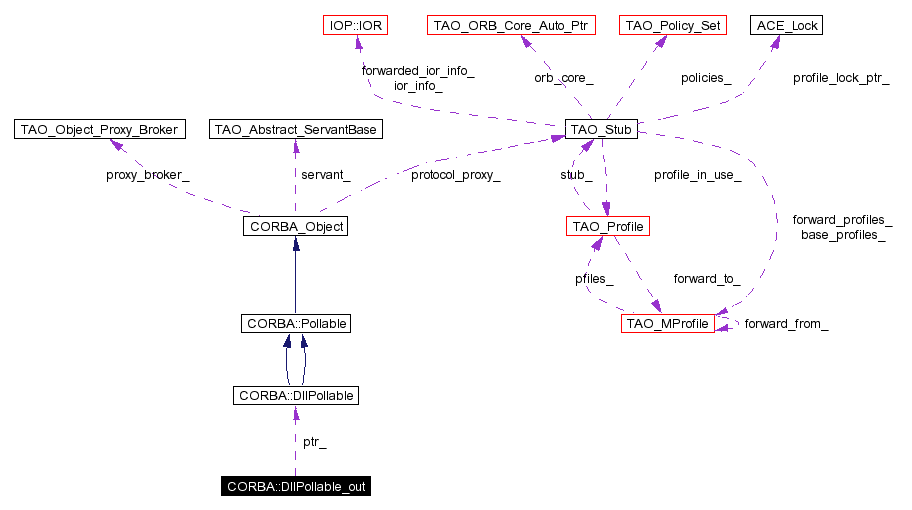 IOP::IOR
TAO_ORB_Core_Auto_Ptr
TAO_Policy_Set
ACE_Lock
forwarded_ior_info_
ior_info_
orb_core_
policies_
profile_lock_ptr_
TAO_Object_Proxy_Broker
TAO_Abstract_ServantBase
TAO_Stub
proxy_broker_
servant_
protocol_proxy_
stub_
profile_in_use_
forward_profiles_
base_profiles_
CORBA_Object
TAO_Profile
pfiles_
forward_to_
CORBA::Pollable
TAO_MProfile
forward_from_
CORBA::DIIPollable
ptr_
CORBA::DIIPollable_out